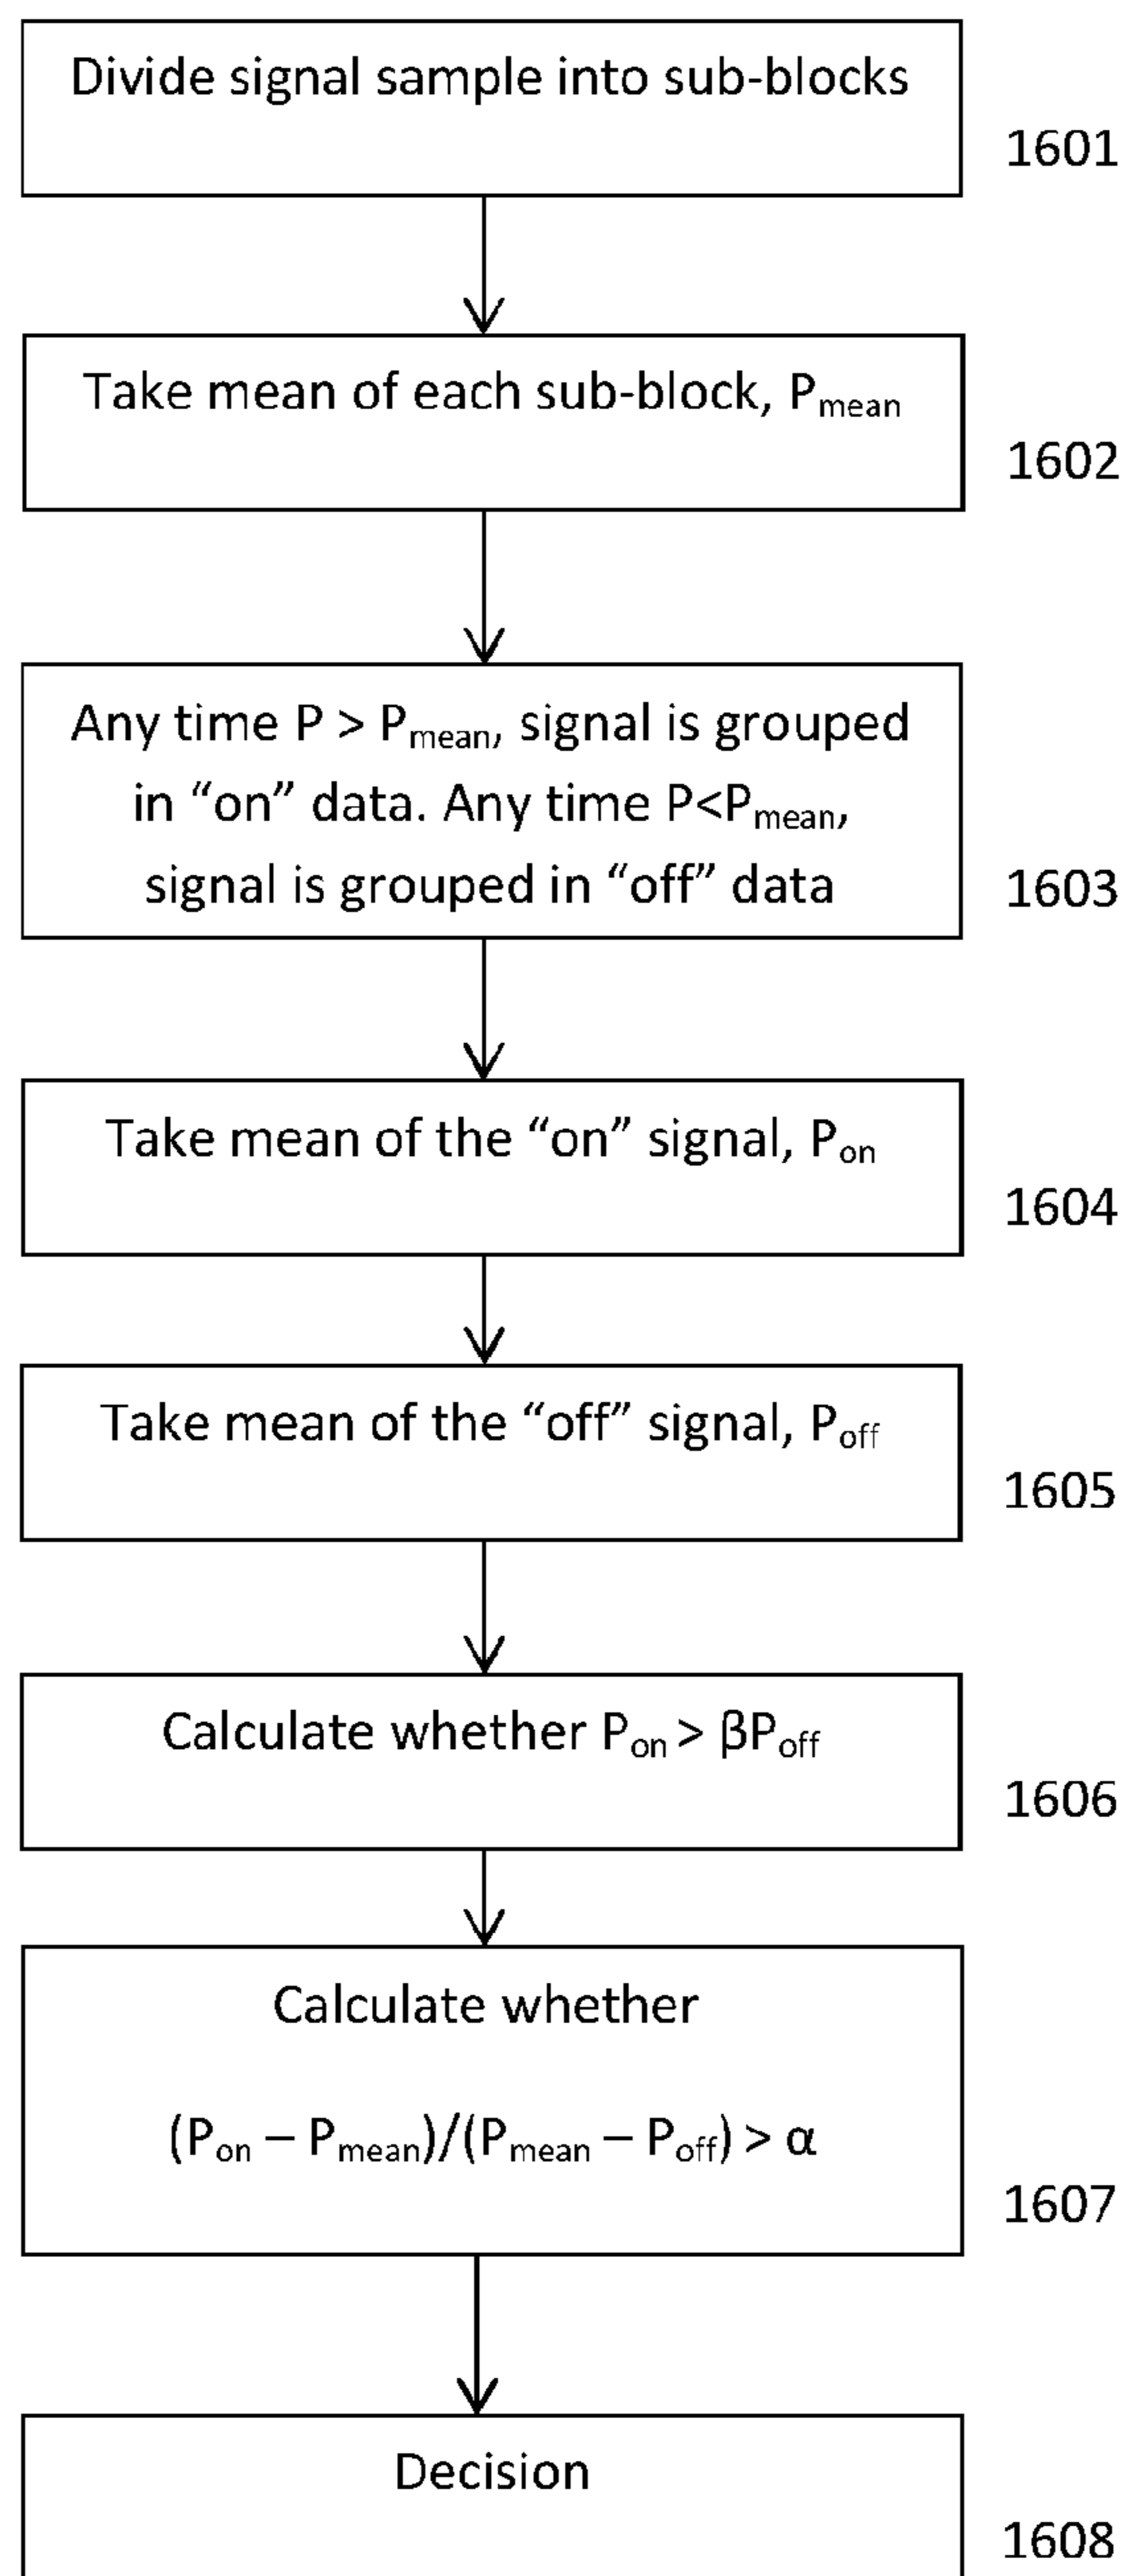 Divide signal sample into sub-blocks
1601
Take mean of each sub-block, Pmean
1602
Any time P > Pmean, signal is grouped
in “on” data. Any time P<Pmean,
signal is grouped in “off” data
1603
Take mean of the “on” signal, Pon
1604
Take mean of the “off” signal, Poff
1605
Calculate whether Pon > βPoff
1606
Calculate whether
(Pon – Pmean)/(Pmean – Poff) > α
1607
Decision
1608